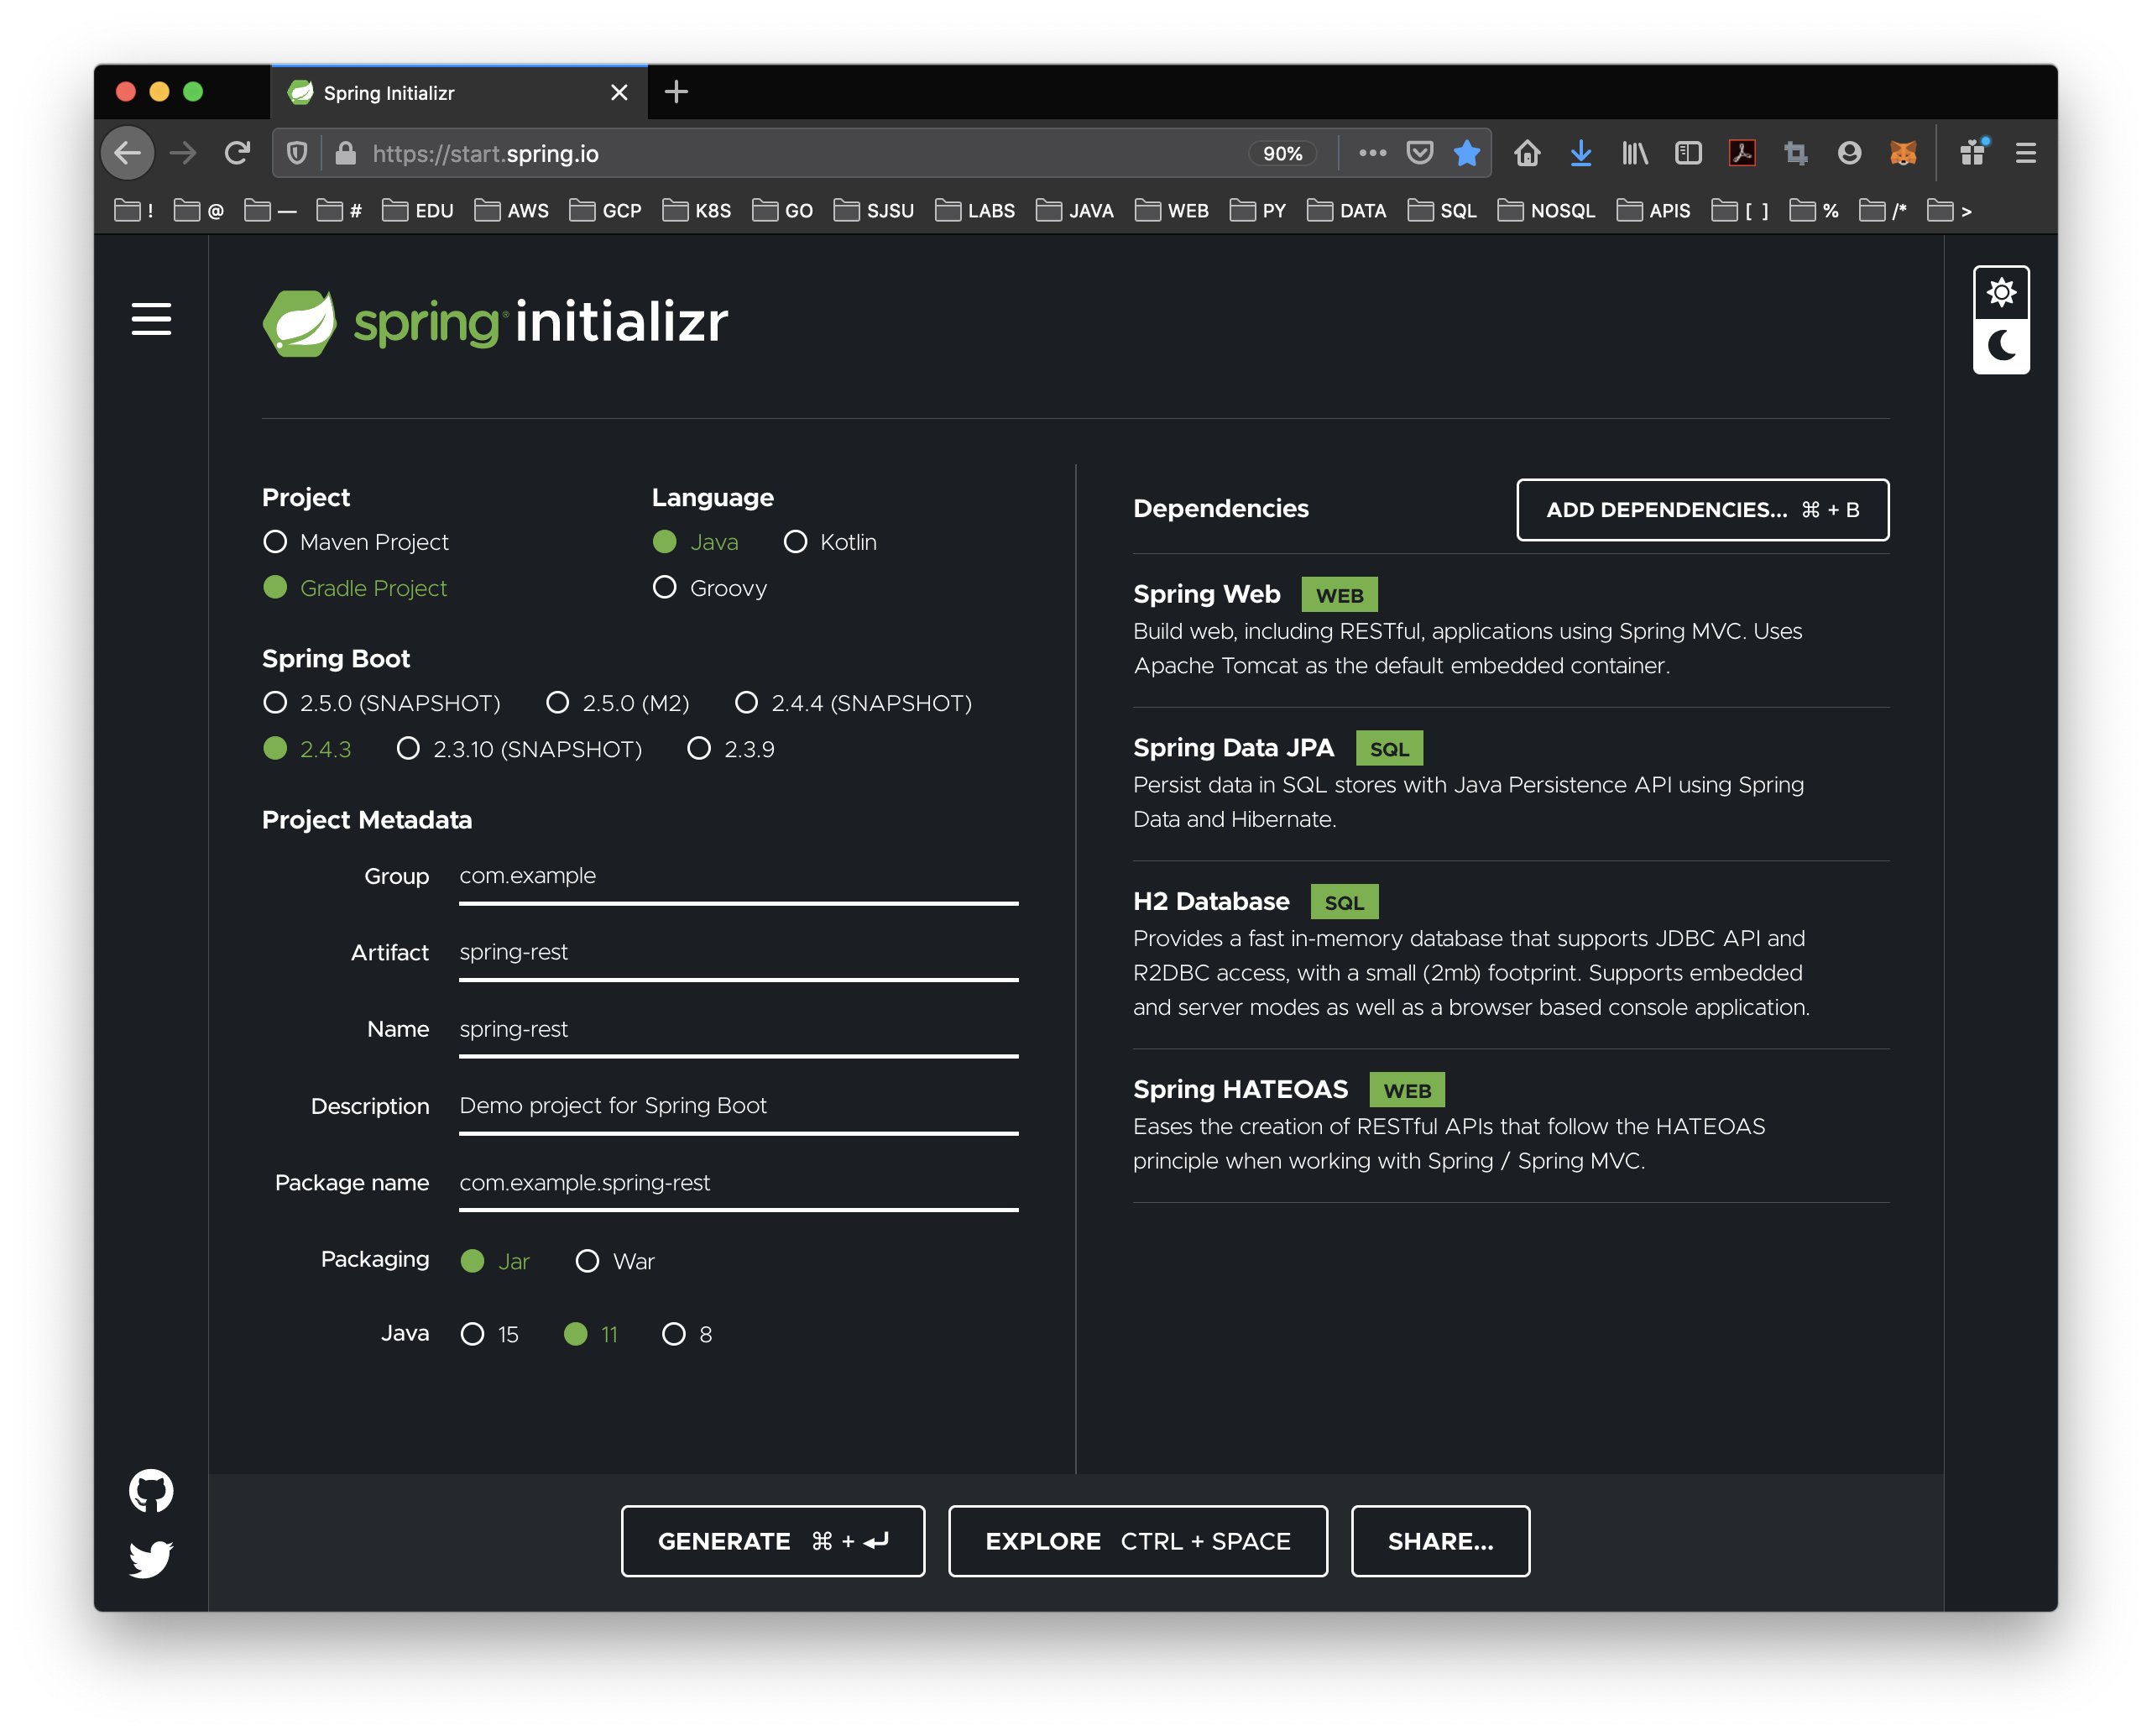 Spring Initializr
https://start.spring.io
90%
! @ — # EDU AWS GCP K8S GO SJSU LABS JAVA WEB PY DATA SQL NOSQL APIS [ ] % /* >
spring® initializr
Project
Maven Project
Gradle Project
Language
Java Kotlin
Groovy
Spring Boot
2.5.0 (SNAPSHOT) 2.5.0 (M2) 2.4.4 (SNAPSHOT)
2.4.3 2.3.10 (SNAPSHOT) 2.3.9
Project Metadata
Group com.example
Artifact spring-rest
Name spring-rest
Description Demo project for Spring Boot
Package name com.example.spring-rest
Packaging Jar War
Java 15 11 8
Dependencies
ADD DEPENDENCIES... ⌘ + B
Spring Web WEB
Build web, including RESTful, applications using Spring MVC. Uses
Apache Tomcat as the default embedded container.
Spring Data JPA SQL
Persist data in SQL stores with Java Persistence API using Spring
Data and Hibernate.
H2 Database SQL
Provides a fast in-memory database that supports JDBC API and
R2DBC access, with a small (2mb) footprint. Supports embedded
and server modes as well as a browser based console application.
Spring HATEOAS WEB
Eases the creation of RESTful APIs that follow the HATEOAS
principle when working with Spring / Spring MVC.
GENERATE ⌘ + ⏎
EXPLORE CTRL + SPACE
SHARE...